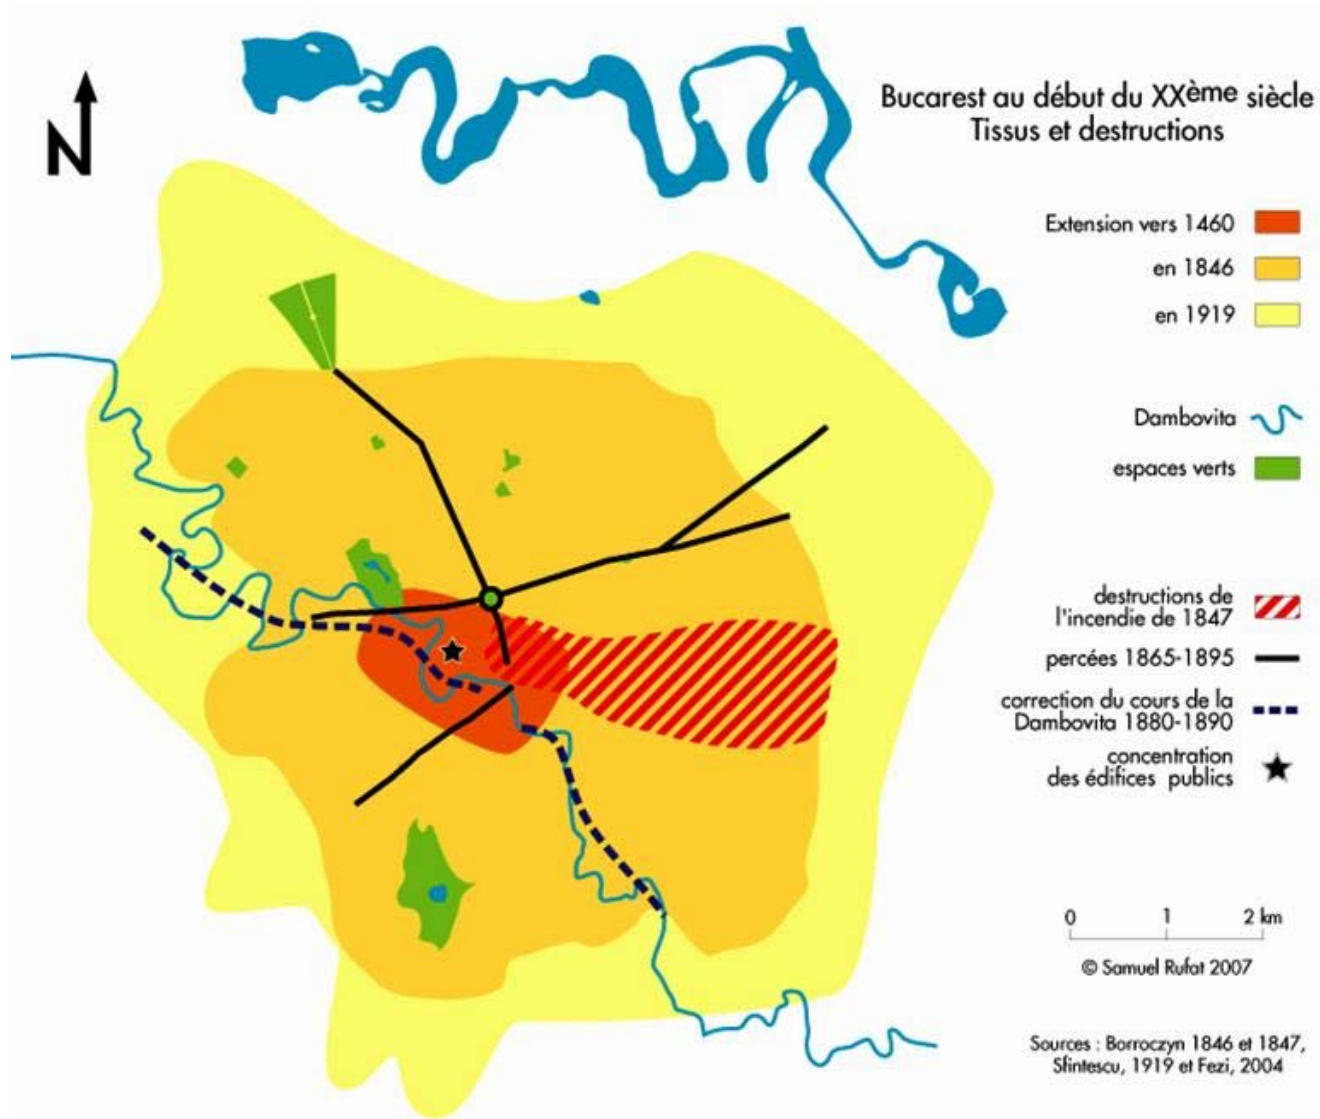 N
Bucarest au début du XXème siècle
Tissus et destructions
Extension vers 1460
en 1846
en 1919
Dambovita
espaces verts
destructions de
l'incendie de 1847
percées 1865-1895
correction du cours de la
Dambovita 1880-1890
concentration
des édifices publics
0 1 2 km
© Samuel Rufat 2007
Sources : Borroczyn 1846 et 1847,
Sfintescu, 1919 et Fezi, 2004